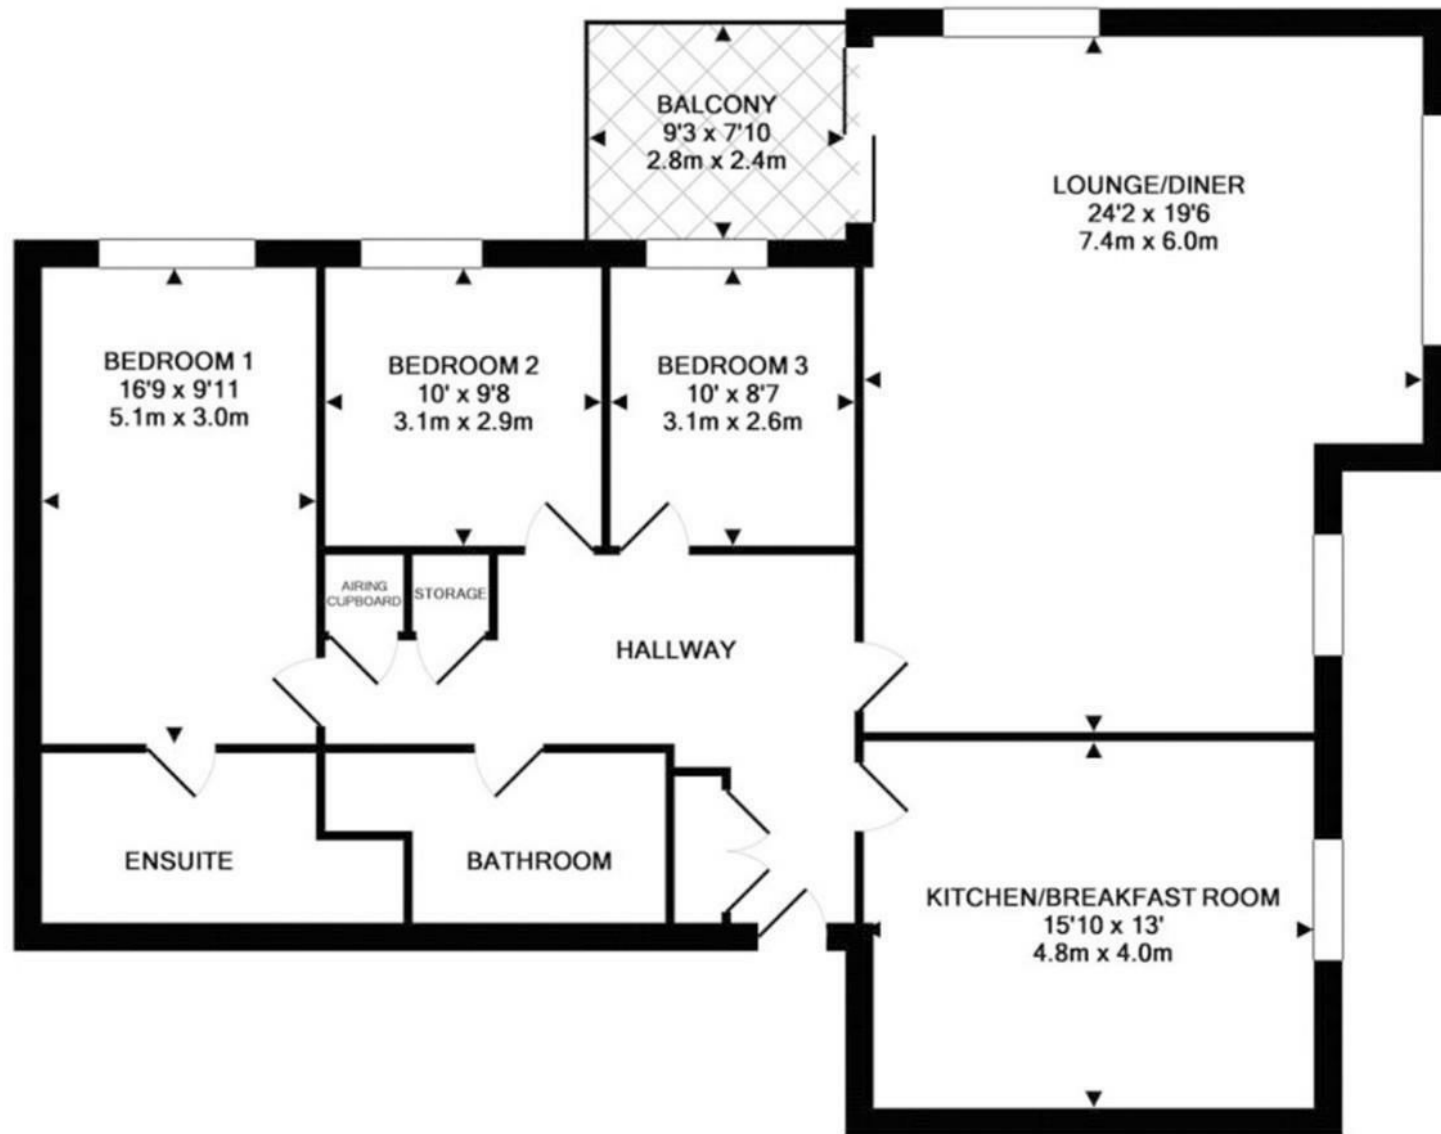 BALCONY
9'3 x 7'10
2.8m x 2.4m
LOUNGE/DINER
24'2 x 19'6
7.4m x 6.0m
BEDROOM 1
16'9 x 9'11
5.1m x 3.0m
BEDROOM 2
10' x 9'8
3.1m x 2.9m
BEDROOM 3
10' x 8'7
3.1m x 2.6m
AIRING
CUPBOARD
STORAGE
HALLWAY
ENSUITE
BATHROOM
KITCHEN/BREAKFAST ROOM
15'10 x 13'
4.8m x 4.0m